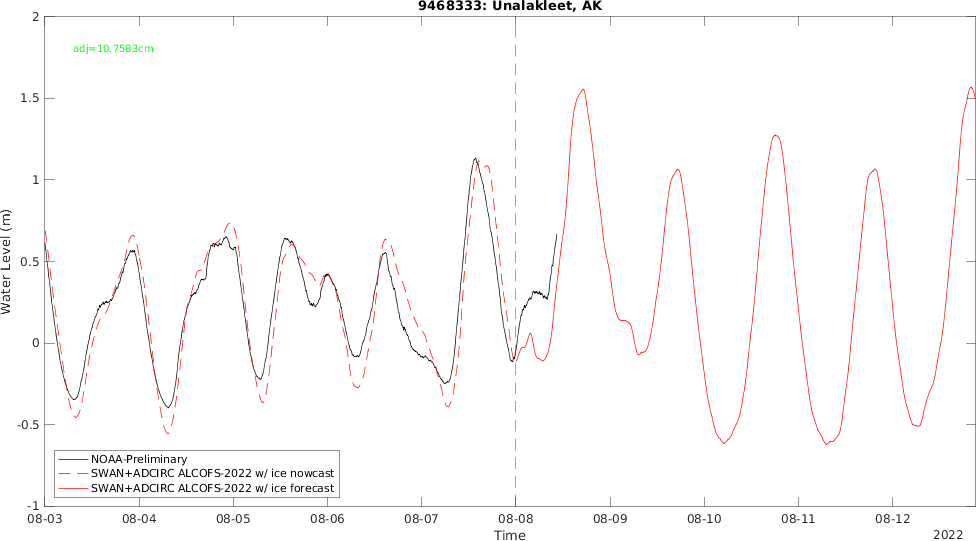 9468333: Unalakleet, AK
2
adj=10.7583cm
1.5
1
0.5
0
-0.5
-1
Water Level (m)
NOAA-Preliminary
SWAN+ADCIRC ALCOFS-2022 w/ ice nowcast
SWAN+ADCIRC ALCOFS-2022 w/ ice forecast
08-03 08-04 08-05 08-06 08-07 08-08 08-09 08-10 08-11 08-12
Time
2022